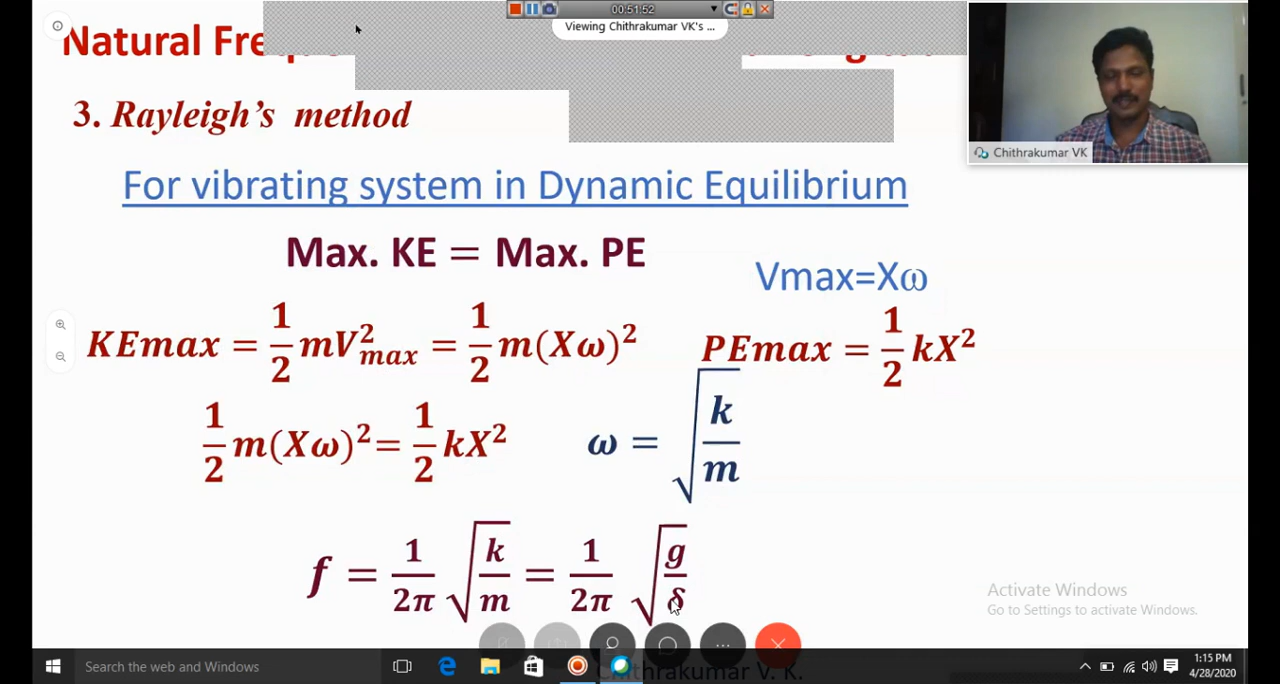 00:51:52
Viewing Chithrakumar VK's ...
Natural
3. Rayleigh's method
Chithrakumar VK
For vibrating system in Dynamic Equilibrium
Max. KE = Max. PE
Vmax=Xω
KEmax = 1/2 mV²max = 1/2 m(Xω)²
PEmax = 1/2 kX²
1/2 m(Xω)²= 1/2 kX²
ω = √(k/m)
f = 1/2π √(k/m) = 1/2π √(g/δ)
Activate Windows
Go to Settings to activate Windows.
Search the web and Windows
V. K.
1:15 PM
4/28/2020